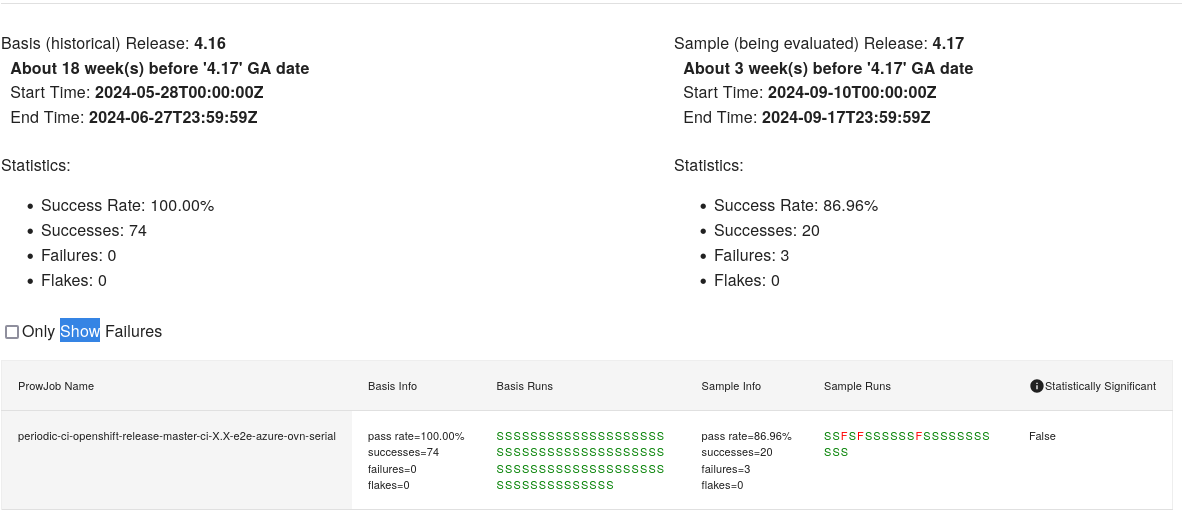 Basis (historical) Release: 4.16
About 18 week(s) before '4.17' GA date
Start Time: 2024-05-28T00:00:00Z
End Time: 2024-06-27T23:59:59Z
Statistics:
Success Rate: 100.00%
Successes: 74
Failures: 0
Flakes: 0
Sample (being evaluated) Release: 4.17
About 3 week(s) before '4.17' GA date
Start Time: 2024-09-10T00:00:00Z
End Time: 2024-09-17T23:59:59Z
Statistics:
Success Rate: 86.96%
Successes: 20
Failures: 3
Flakes: 0
Only Show Failures
ProwJob Name
Basis Info
Basis Runs
Sample Info
Sample Runs
Statistically Significant
periodic-ci-openshift-release-master-ci-X.X-e2e-azure-ovn-serial
pass rate=100.00%
successes=74
failures=0
flakes=0
SSSSSSSSSSSSSSSSSSSS
SSSSSSSSSSSSSSSSSSSS
SSSSSSSSSSSSSSSSSSSS
SSSSSSSSSSSSSS
pass rate=86.96%
successes=20
failures=3
flakes=0
SSFSFSSSSSSFSSSSSSSS
SSS
False